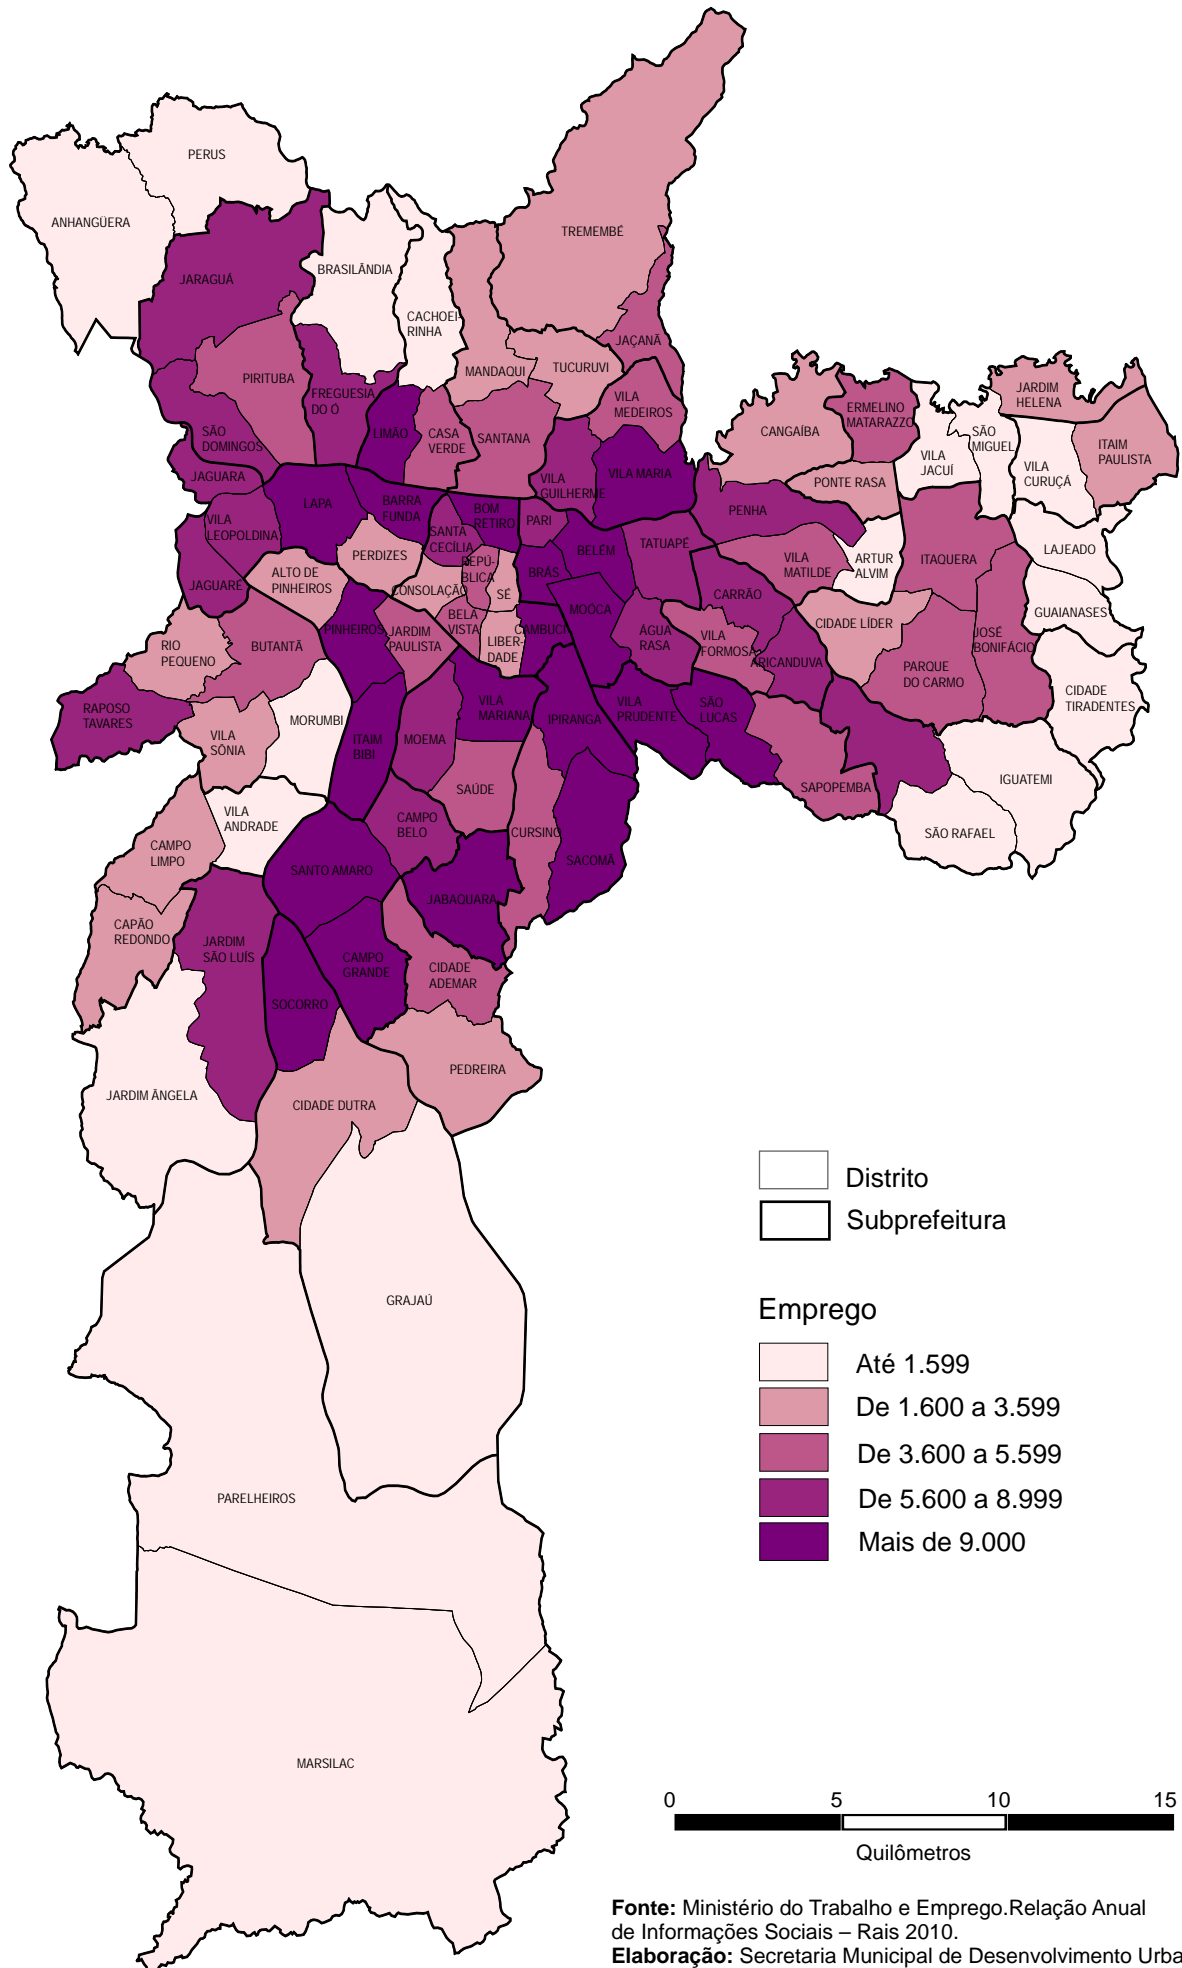 PERUS
ANHANGÜERA
TREMEMBÉ
JARAGUÁ
BRASILÂNDIA
CACHOEI-
RINHA
JAÇANÃ
MANDAQUI
TUCURUVI
PIRITUBA
FREGUESIA
DO Ó
VILA
MEDEIROS
JARDIM
HELENA
ERMELINO
MATARAZZO
CANGAÍBA
SÃO
DOMINGOS
LIMÃO
CASA
VERDE
SANTANA
SÃO
MIGUEL
VILA
JACUÍ
ITAIM
PAULISTA
JAGUARA
VILA
GUILHERME
VILA MARIA
PONTE RASA
VILA
CURUÇÁ
LAPA
BARRA
FUNDA
BOM
RETIRO
PARI
PENHA
VILA
LEOPOLDINA
SANTA
CECÍLIA
PERDIZES
REPÚ-
BLICA
BELÉM
TATUAPÉ
VILA
MATILDE
ARTUR
ALVIM
ITAQUERA
LAJEADO
JAGUARÉ
ALTO DE
PINHEIROS
CONSOLAÇÃO
SÉ
BRÁS
MOÓCA
CARRÃO
GUAIANASES
RIO
PEQUENO
BUTANTÃ
PINHEIROS
JARDIM
PAULISTA
BELA
VISTA
LIBER-
DADE
CAMBUCI
ÁGUA
RASA
VILA
FORMOSA
ARICANDUVA
CIDADE LÍDER
JOSÉ
BONIFÁCIO
PARQUE
DO CARMO
RAPOSO
TAVARES
VILA
SÔNIA
MORUMBI
ITAIM
BIBI
MOEMA
VILA
MARIANA
IPIRANGA
VILA
PRUDENTE
SÃO
LUCAS
CIDADE
TIRADENTES
SAÚDE
SAPOPEMBA
IGUATEMI
VILA
ANDRADE
CAMPO
BELO
CURSINO
SÃO RAFAEL
CAMPO
LIMPO
SANTO AMARO
SACOMÃ
JABAQUARA
CAPÃO
REDONDO
JARDIM
SÃO LUÍS
CAMPO
GRANDE
CIDADE
ADEMAR
SOCORRO
PEDREIRA
JARDIM ÂNGELA
CIDADE DUTRA
Distrito
Subprefeitura
GRAJAÚ
Emprego
Até 1.599
De 1.600 a 3.599
De 3.600 a 5.599
De 5.600 a 8.999
Mais de 9.000
PARELHEIROS
MARSILAC
0 5 10 15
Quilômetros
Fonte: Ministério do Trabalho e Emprego.Relação Anual
de Informações Sociais – Rais 2010.
Elaboração: Secretaria Municipal de Desenvolvimento Urba